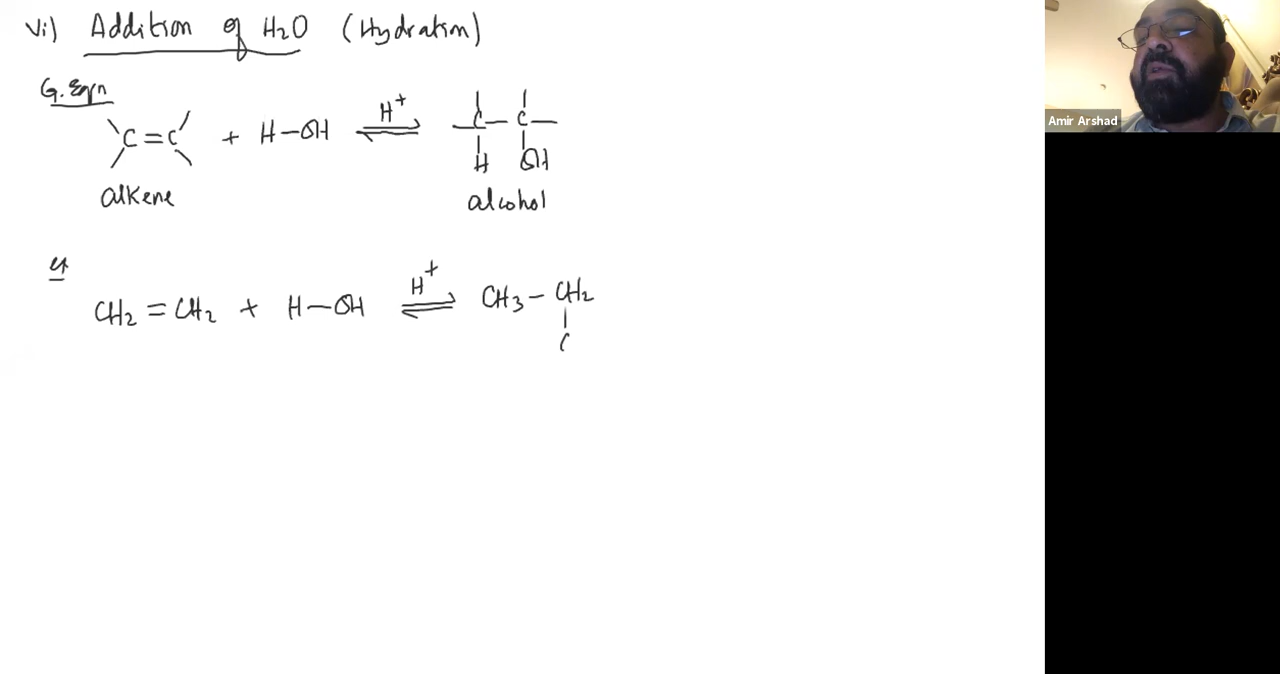 vi) Addition of H2O (Hydration)
G. Eqn
C=C + H-OH ⇌ H+ -C-C-
H OH
alkene alcohol
CH2=CH2 + H-OH ⇌ H+ CH3-CH2
Amir Arshad